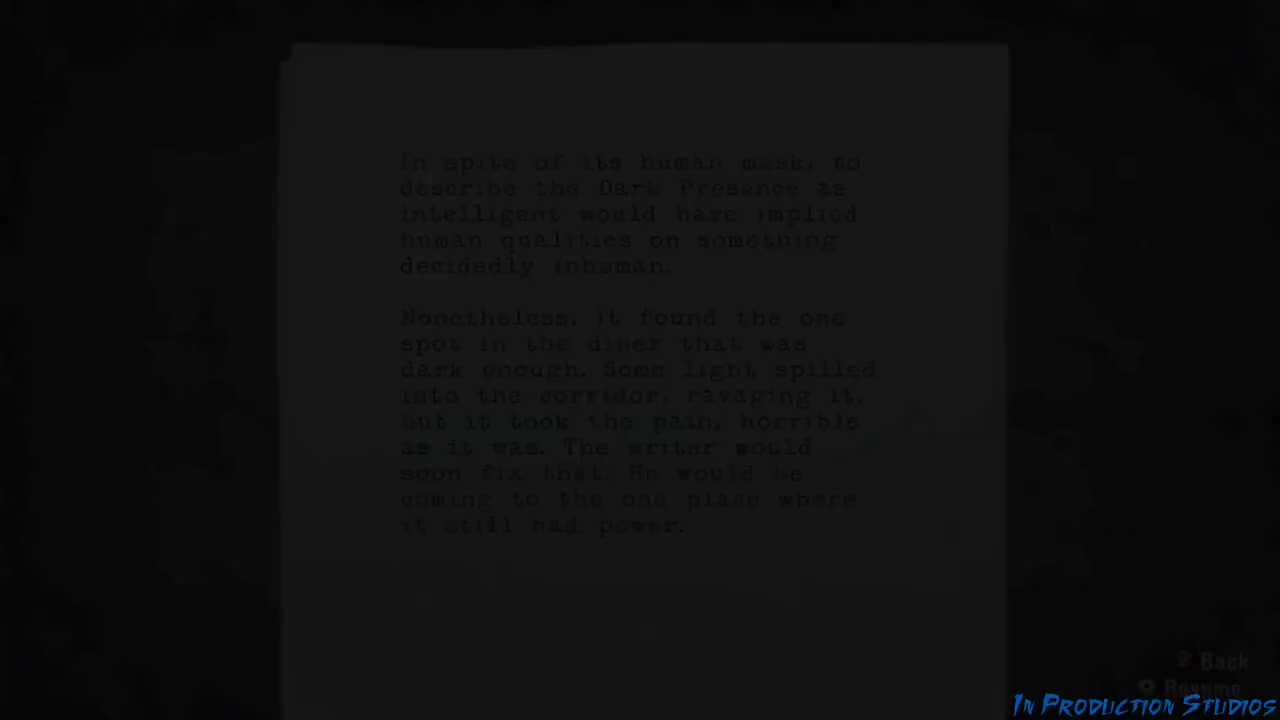 In spite of its human mask, to
describe the Dark Presence as
intelligent would have implied
human qualities on something
decidedly inhuman.
Nonetheless, it found the one
spot in the diner that was
dark enough. Some light spilled
into the corridor, ravaging it,
but it took the pain, horrible
as it was. The writer would
soon fix that. He would be
coming to the one place where
it still had power.
Back
Resume
In Production Studios